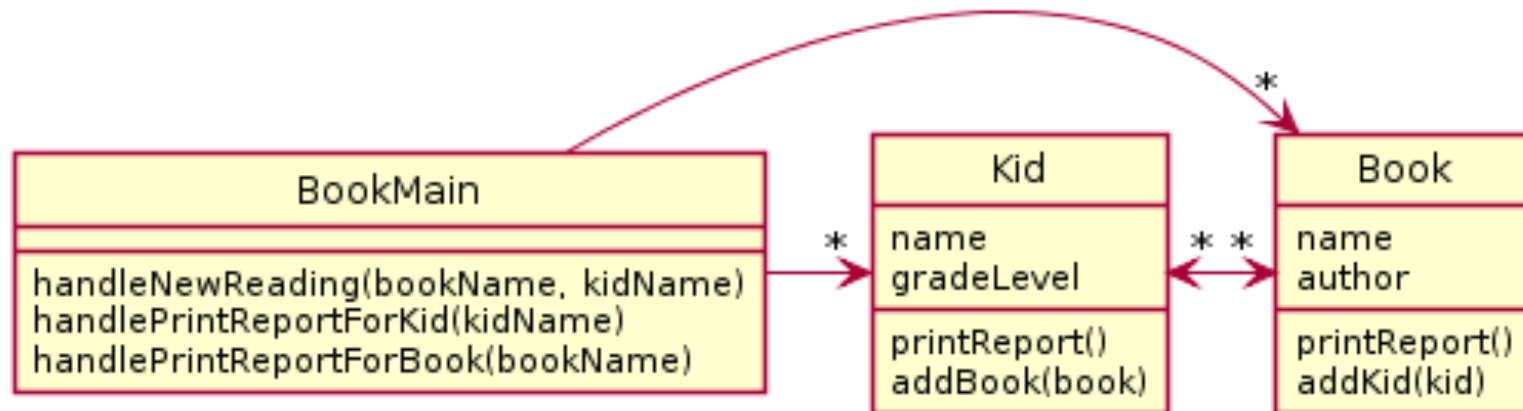 *
BookMain
handleNewReading(bookName, kidName)
handlePrintReportForKid(kidName)
handlePrintReportForBook(bookName)
*
Kid
name
gradeLevel
printReport()
addBook(book)
* *
Book
name
author
printReport()
addKid(kid)